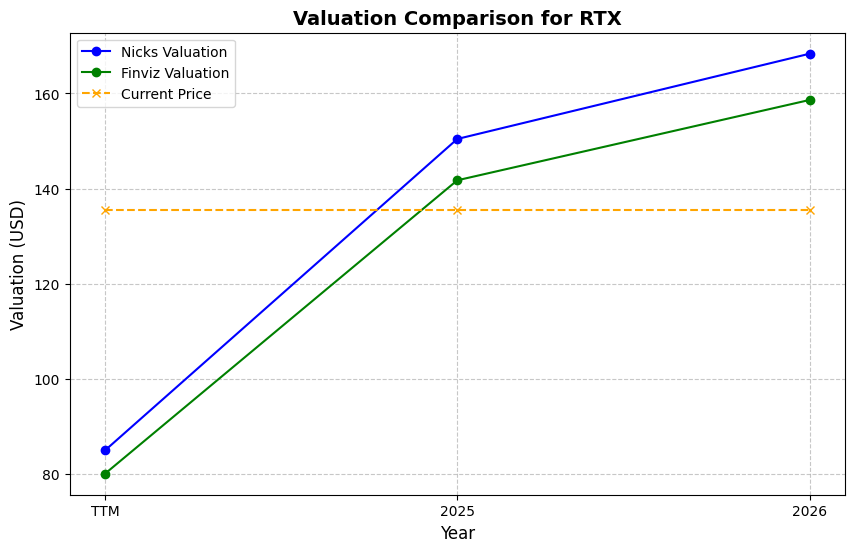 Valuation Comparison for RTX
Nicks Valuation
Finviz Valuation
Current Price
160
140
120
100
80
Valuation (USD)
TTM
2025
2026
Year